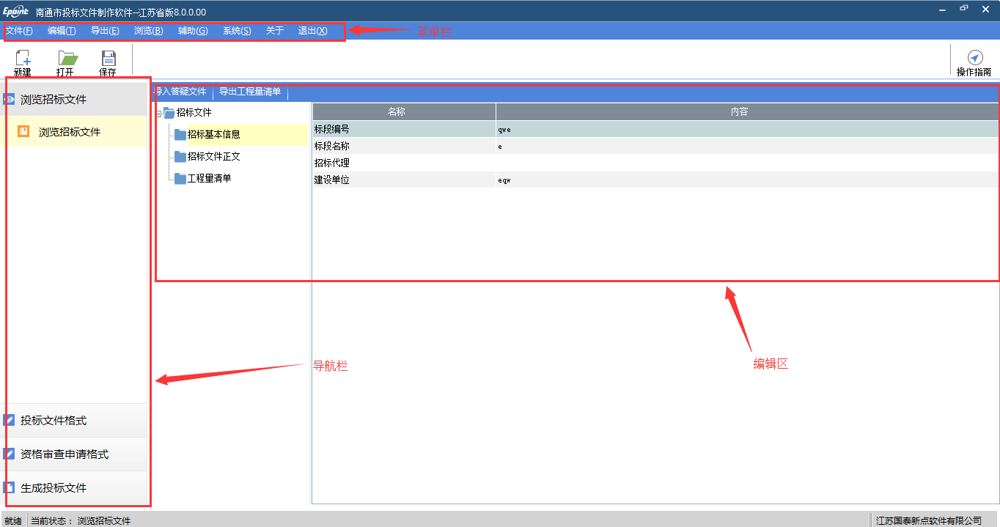 Epoint 南通市投标文件制作软件--江苏省版8.0.0.00
文件(F) 编辑(T) 导出(E) 浏览(B) 辅助(G) 系统(S) 关于 退出(X) 菜单栏
新建 打开 保存 操作指南
浏览招标文件
浏览招标文件
投标文件格式
资格审查申请格式
生成投标文件
导入答疑文件 导出工程量清单
招标文件
招标基本信息
招标文件正文
工程量清单
名称 内容
标段编号 qwe
标段名称 e
招标代理
建设单位 eqw
导航栏
编辑区
就绪 当前状态： 浏览招标文件 江苏国泰新点软件有限公司